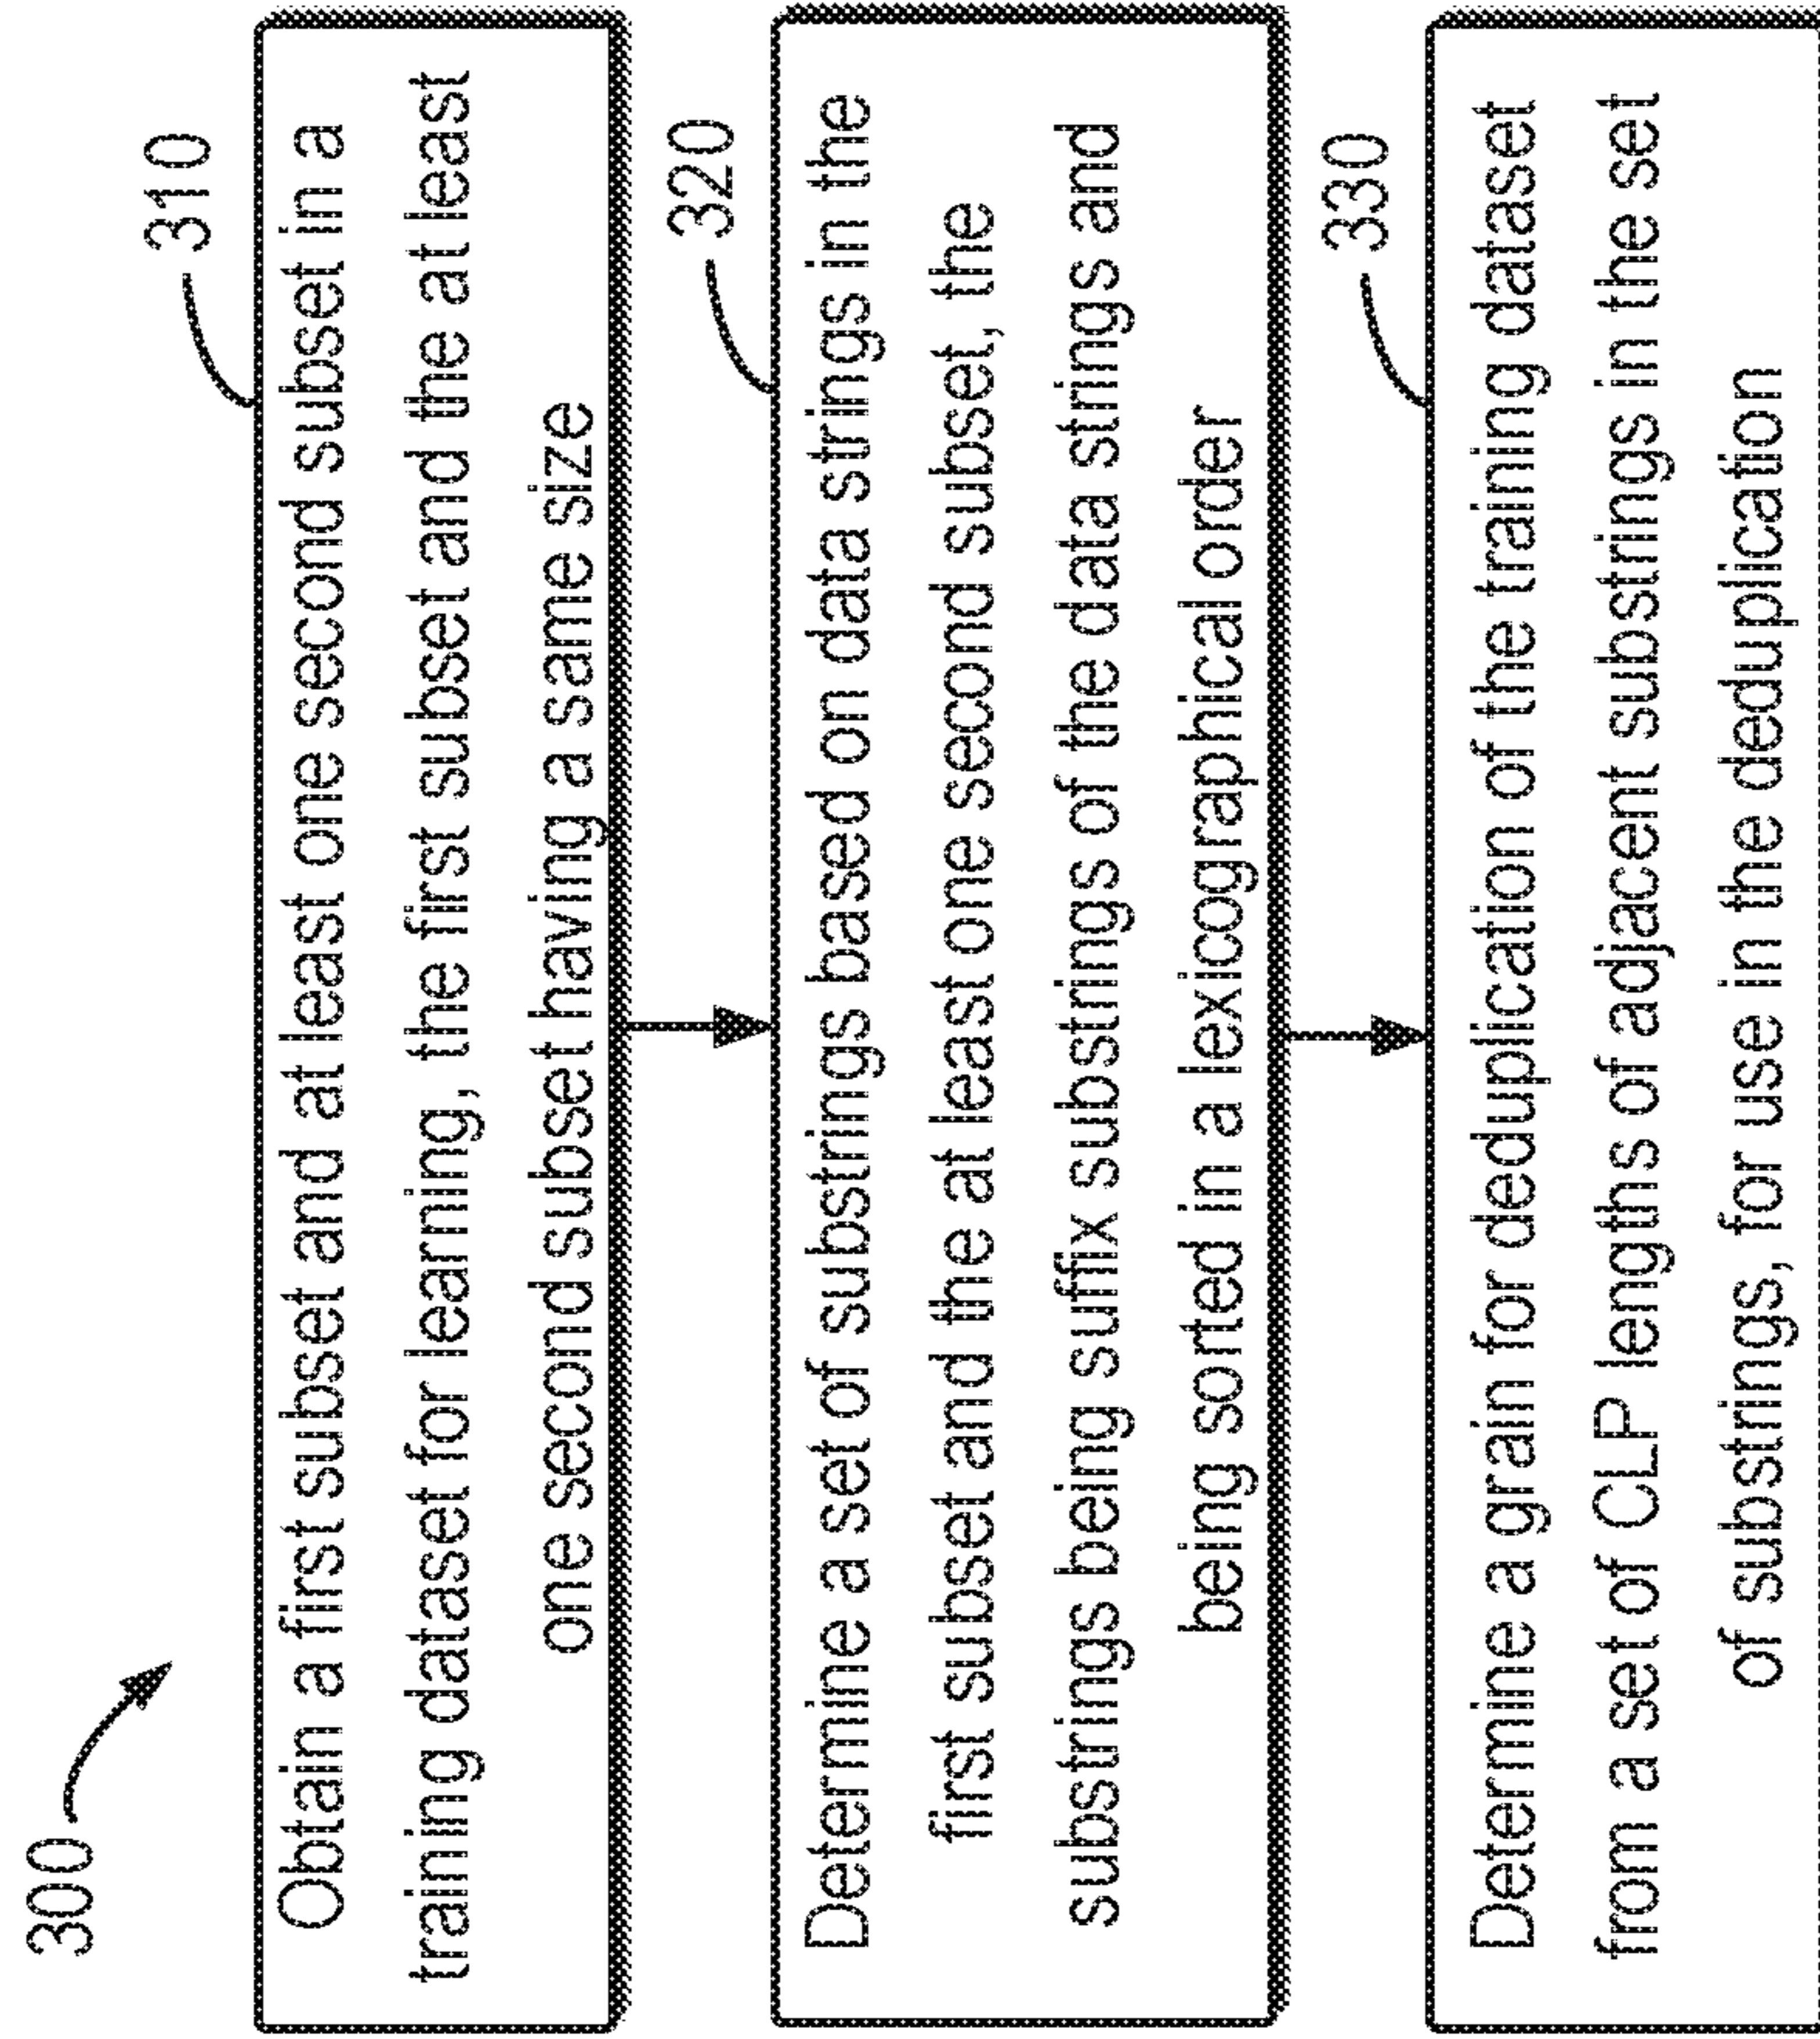 300
310
Obtain a first subset and at least one second subset in a
training dataset for learning, the first subset and the at least
one second subset having a same size
320
Determine a set of substrings based on data strings in the
first subset and the at least one second subset, the
substrings being suffix substrings of the data strings and
being sorted in a lexicographical order
330
Determine a grain for deduplication of the training dataset
from a set of CLP lengths of adjacent substrings in the set
of substrings, for use in the deduplication